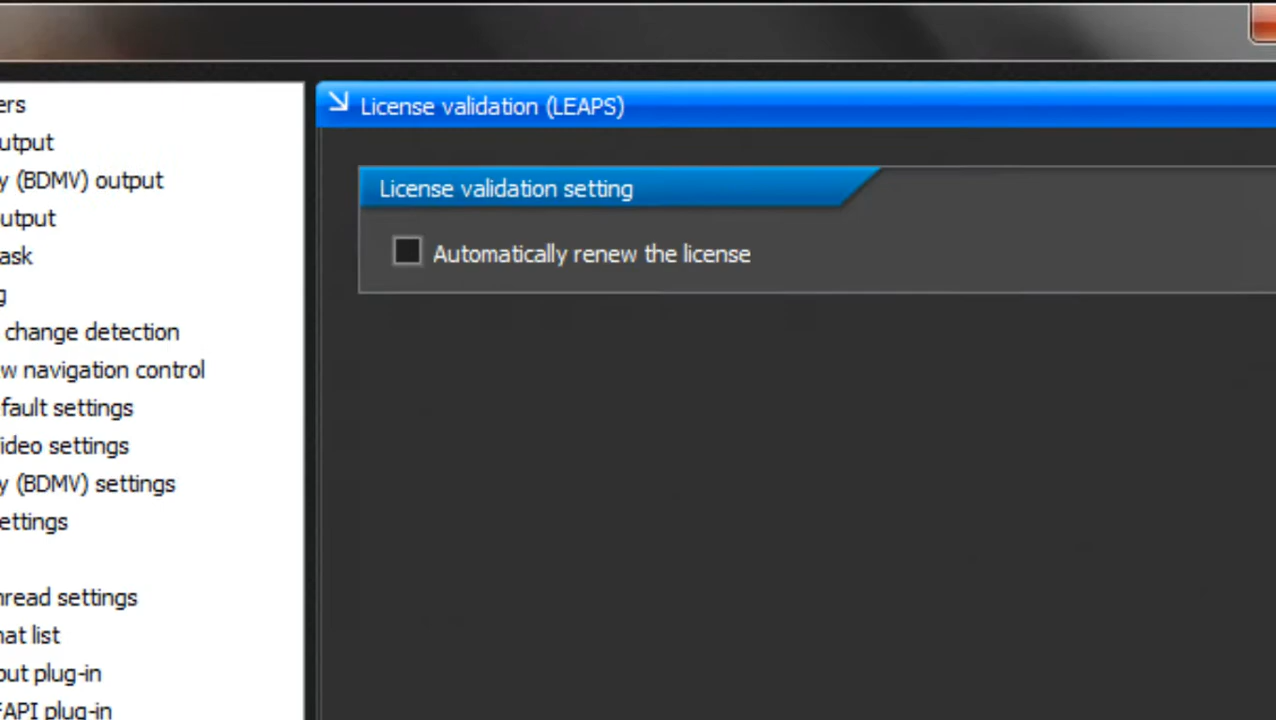 License validation (LEAPS)
License validation setting
Automatically renew the license
ers
utput
y (BDMV) output
utput
ask
g
change detection
w navigation control
fault settings
ideo settings
y (BDMV) settings
ettings
hread settings
nat list
out plug-in
FAPI plug-in